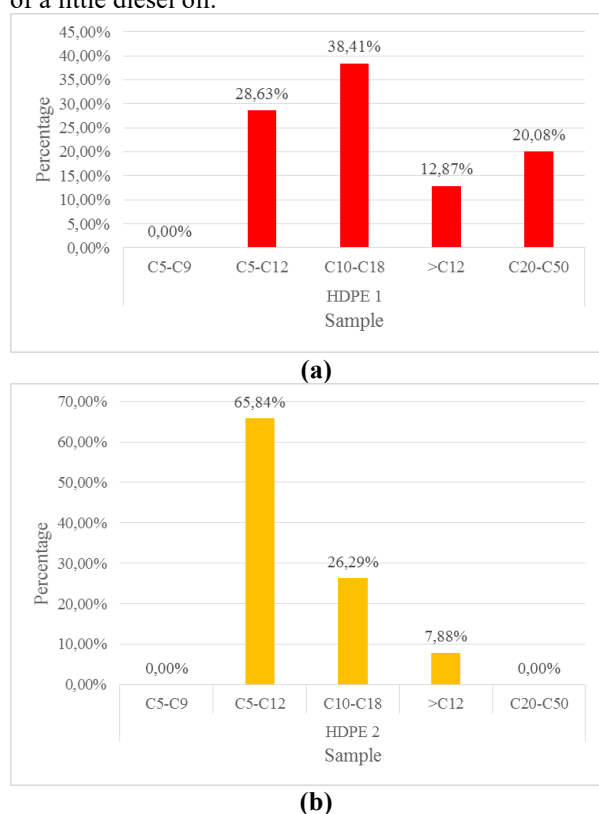 of a little diesel oil.
45,00%
40,00%
35,00%
30,00%
25,00%
20,00%
15,00%
10,00%
5,00%
0,00%
Percentage
0,00%
28,63%
38,41%
12,87%
20,08%
C5-C9 C5-C12 C10-C18 >C12 C20-C50
HDPE 1
Sample
(a)
70,00%
60,00%
50,00%
40,00%
30,00%
20,00%
10,00%
0,00%
Percentage
0,00%
65,84%
26,29%
7,88%
0,00%
C5-C9 C5-C12 C10-C18 >C12 C20-C50
HDPE 2
Sample
(b)